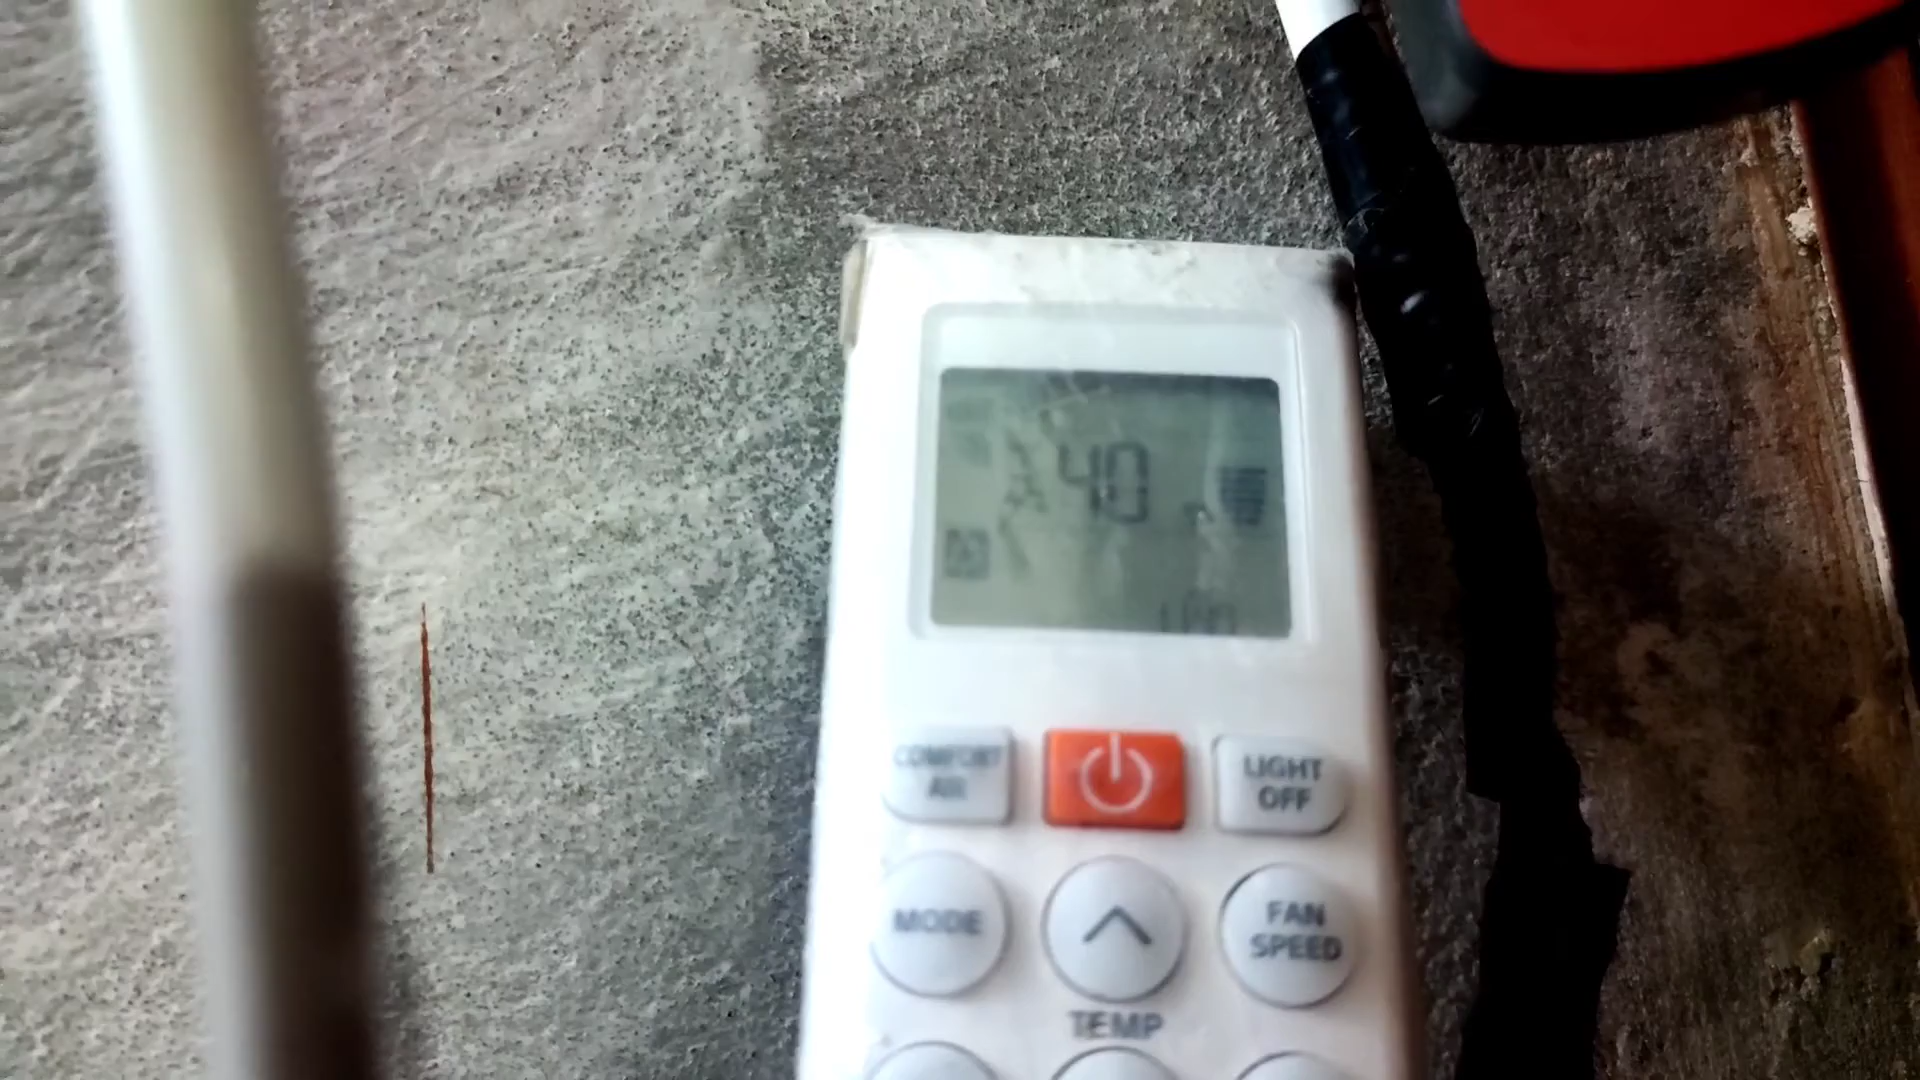 40
COMFORT
AIR
LIGHT
OFF
MODE
FAN
SPEED
TEMP